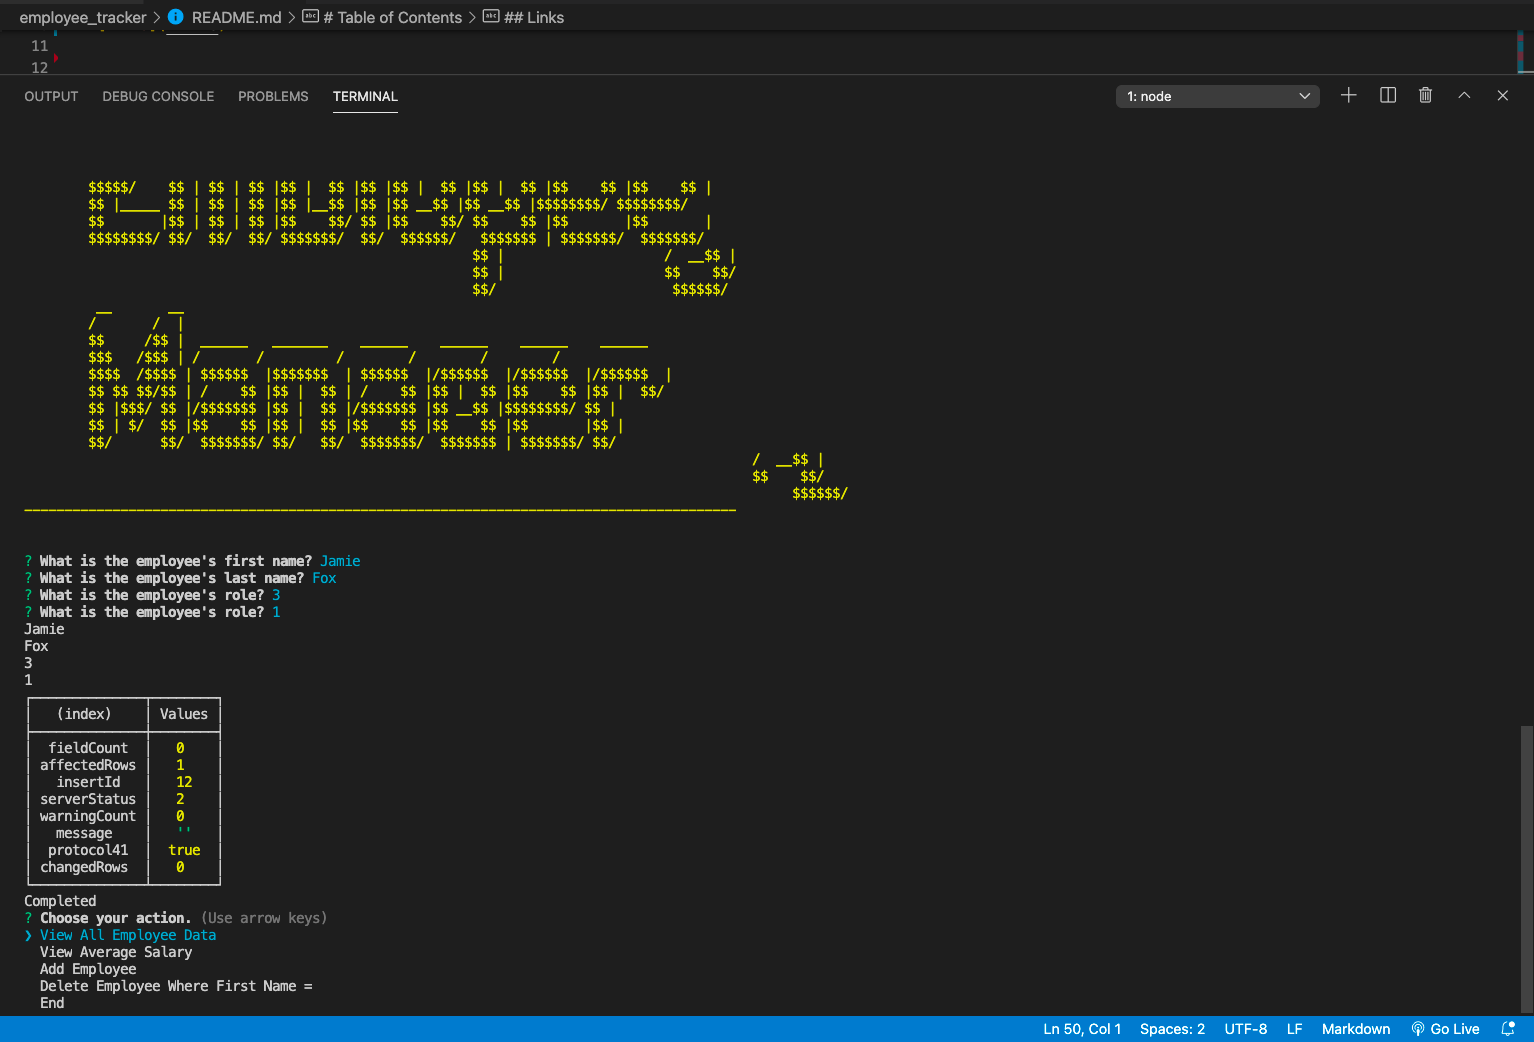 employee_tracker > README.md > # Table of Contents > ## Links
11
12
OUTPUT DEBUG CONSOLE PROBLEMS TERMINAL 1: node
$$$$$/    $$ | $$ | $$ |$$ |  $$ |$$ |$$ |  $$ |$$ |  $$ |$$    $$ |$$    $$ |
$$ |_____ $$ | $$ | $$ |$$ |__$$ |$$ |$$ __$$ |$$ __$$ |$$$$$$$$/ $$$$$$$$/
$$       |$$ | $$ | $$ |$$    $$/ $$ |$$    $$/ $$    $$ |$$       |$$       |
$$$$$$$$/ $$/  $$/  $$/ $$$$$$$/  $$/  $$$$$$/   $$$$$$$ | $$$$$$$/  $$$$$$$/
$$ |                    /  __$$ |
$$ |                    $$    $$/
$$/                      $$$$$$/
__       __
/       /  |
$$     /$$ |  ______   _______    ______    ______    ______    ______
$$$   /$$$ | /       /         /        /        /        /
$$$$  /$$$$ | $$$$$$  |$$$$$$$  | $$$$$$  |/$$$$$$  |/$$$$$$  |/$$$$$$  |
$$ $$ $$/$$ | /    $$ |$$ |  $$ | /    $$ |$$ |  $$ |$$    $$ |$$ |  $$/
$$ |$$$/ $$ |/$$$$$$$ |$$ |  $$ |/$$$$$$$ |$$ __$$ |$$$$$$$$/ $$ |
$$ | $/  $$ |$$    $$ |$$ |  $$ |$$    $$ |$$    $$ |$$       |$$ |
$$/      $$/  $$$$$$$/ $$/   $$/  $$$$$$$/  $$$$$$$ | $$$$$$$/ $$/
/  __$$ |
$$    $$/
$$$$$$/
_________________________________________________________________________________________
? What is the employee's first name? Jamie
? What is the employee's last name? Fox
? What is the employee's role? 3
? What is the employee's role? 1
Jamie
Fox
3
1
(index) Values
fieldCount 0
affectedRows 1
insertId 12
serverStatus 2
warningCount 0
message ''
protocol41 true
changedRows 0
Completed
? Choose your action. (Use arrow keys)
❯ View All Employee Data
View Average Salary
Add Employee
Delete Employee Where First Name =
End
Ln 50, Col 1 Spaces: 2 UTF-8 LF Markdown Go Live